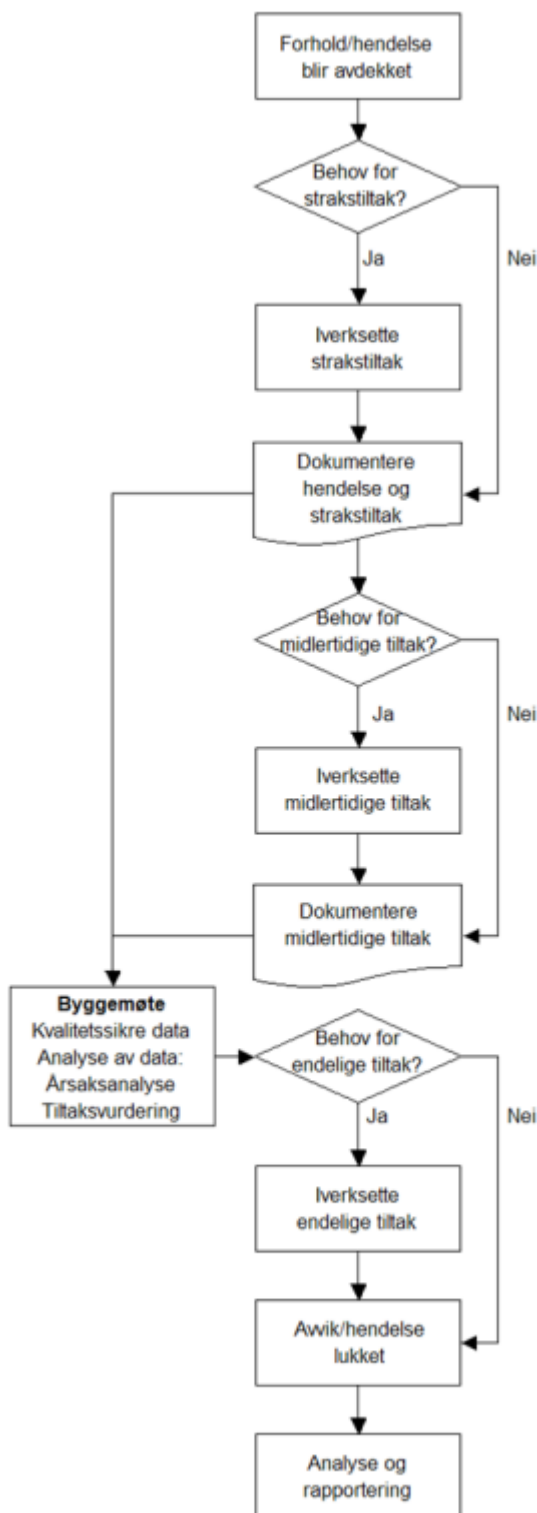 Forhold/hendelse
blir avdekket
Behov for
strakstiltak?
Ja
Nei
Iverksette
strakstiltak
Dokumentere
hendelse og
strakstiltak
Behov for
midlertidige tiltak?
Ja
Nei
Iverksette
midlertidige tiltak
Dokumentere
midlertidige tiltak
Byggemøte
Kvalitetssikre data
Analyse av data:
Årsaksanalyse
Tiltaksvurdering
Behov for
endelige tiltak?
Ja
Nei
Iverksette
endelige tiltak
Avvik/hendelse
lukket
Analyse og
rapportering